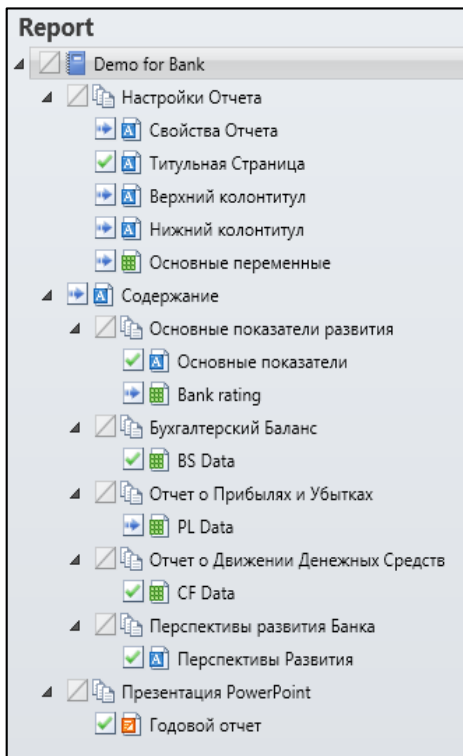 Report
Demo for Bank
Настройки Отчета
Свойства Отчета
Титульная Страница
Верхний колонтитул
Нижний колонтитул
Основные переменные
Содержание
Основные показатели развития
Основные показатели
Bank rating
Бухгалтерский Баланс
BS Data
Отчет о Прибылях и Убытках
PL Data
Отчет о Движении Денежных Средств
CF Data
Перспективы развития Банка
Перспективы Развития
Презентация PowerPoint
Годовой отчет